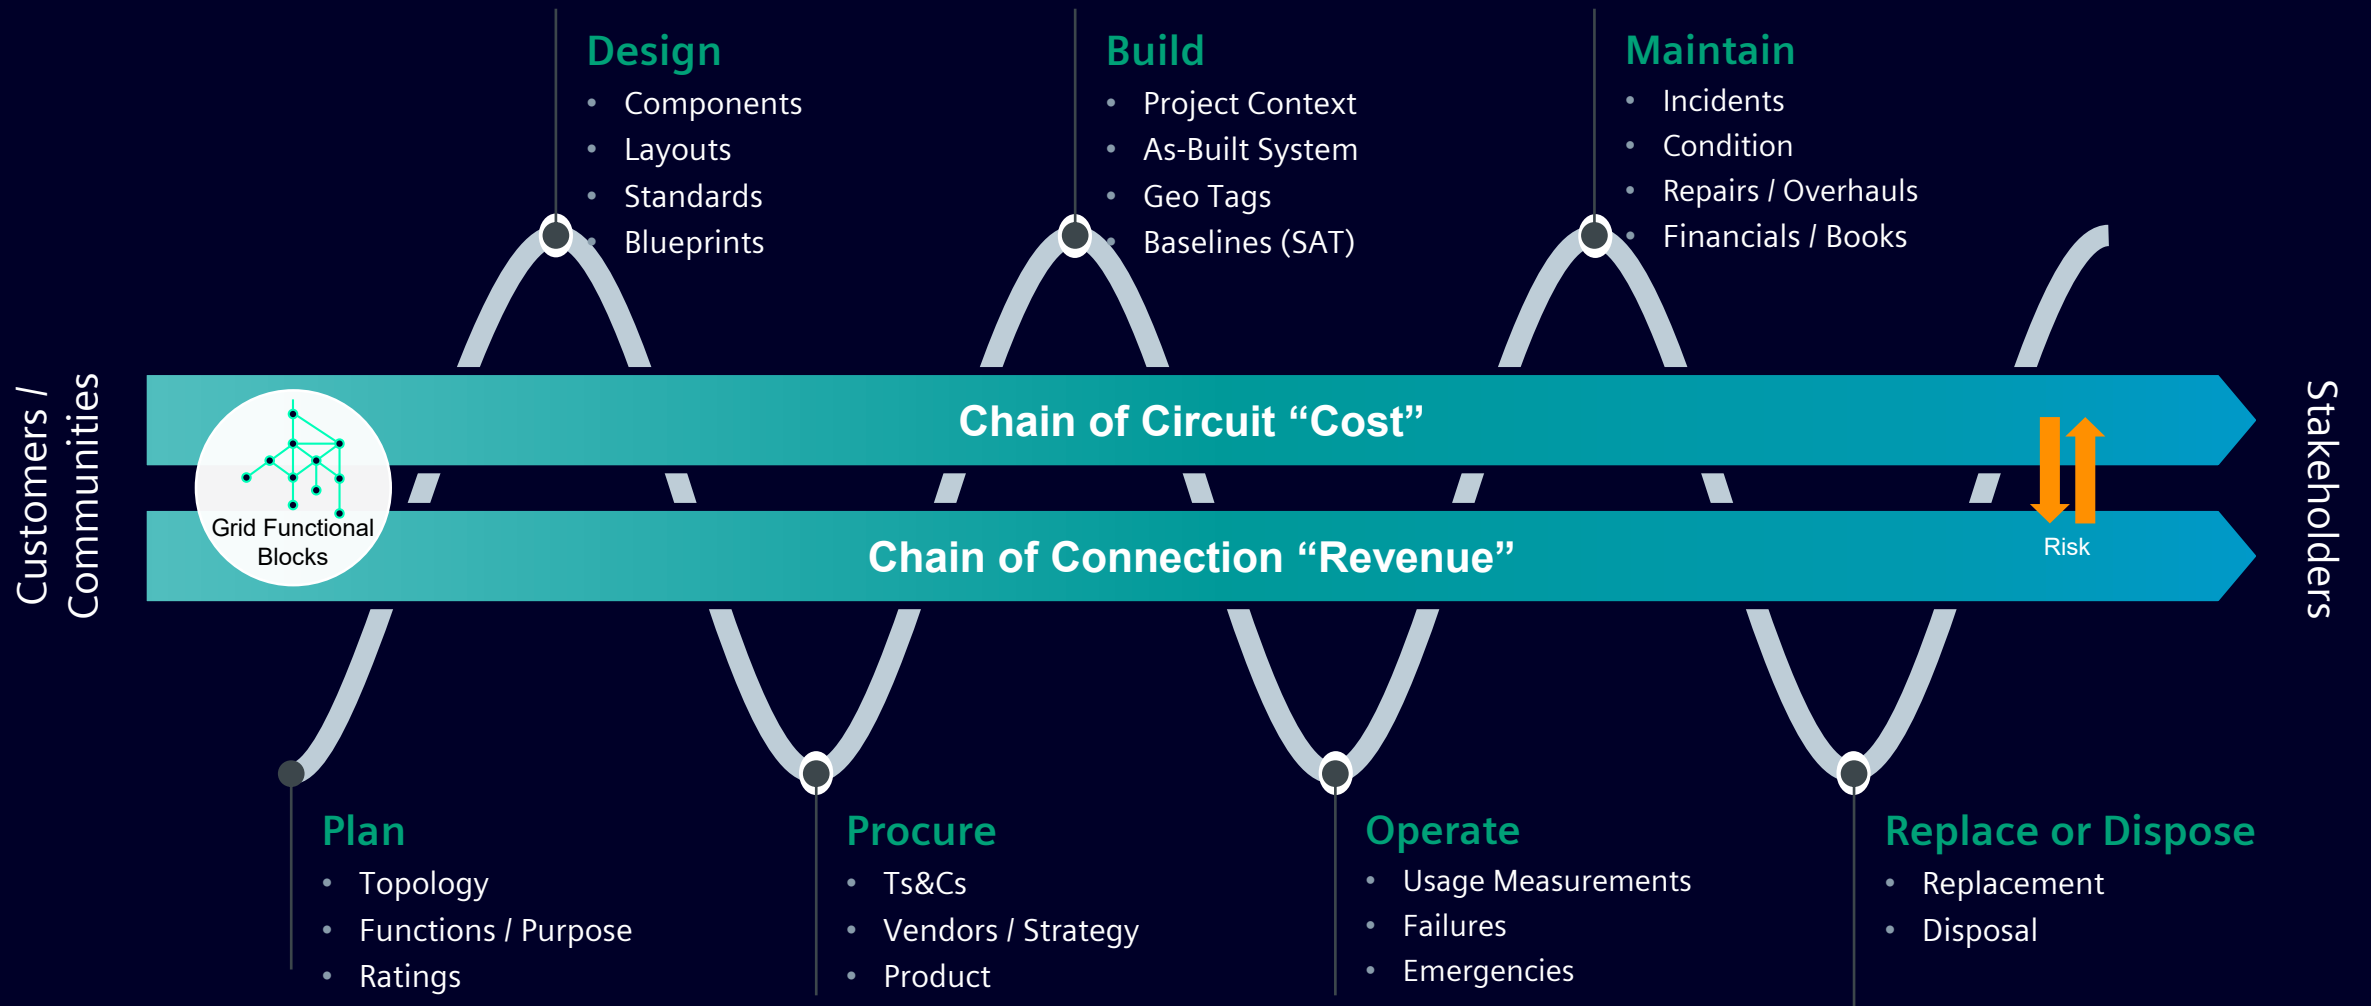 Design
• Components
• Layouts
• Standards
• Blueprints
Build
• Project Context
• As-Built System
• Geo Tags
• Baselines (SAT)
Maintain
• Incidents
• Condition
• Repairs / Overhauls
• Financials / Books
Customers /
Communities
Chain of Circuit “Cost”
Grid Functional
Blocks
Chain of Connection “Revenue”
Risk
Stakeholders
Plan
• Topology
• Functions / Purpose
• Ratings
Procure
• Ts&Cs
• Vendors / Strategy
• Product
Operate
• Usage Measurements
• Failures
• Emergencies
Replace or Dispose
• Replacement
• Disposal